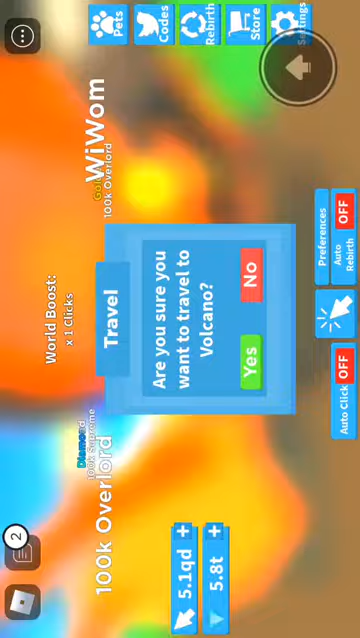 Pets
Codes
Rebirth
Store
Settings
WiWom
100k Overlord
World Boost:
x 1 Clicks
Travel
Are you sure you
want to travel to
Volcano?
Yes
No
Preferences
Auto
Rebirth
OFF
Auto Click
OFF
Diamond
100k Supreme
100k Overlord
2
5.1qd
+
5.8t
+